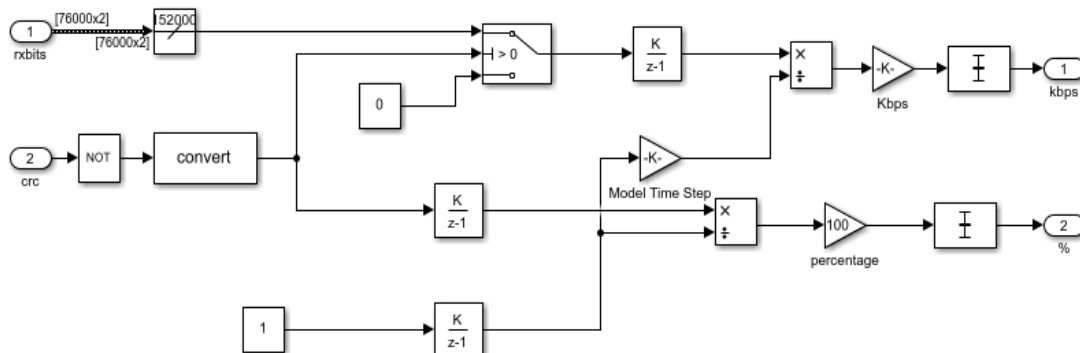 [76000x2]
[76000x2]
1
rxbits
152000
> 0
0
K
z-1
×
÷
-K-
Kbps
1
kbps
2
crc
NOT
convert
-K-
Model Time Step
K
z-1
×
÷
100
percentage
2
%
1
K
z-1